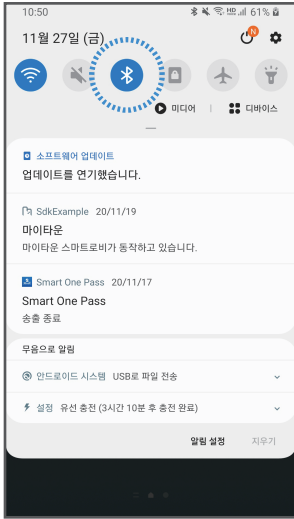 10:50
61%
11월 27일 (금)
N
미디어 | 디바이스
소프트웨어 업데이트
업데이트를 연기했습니다.
SdkExample 20/11/19
마이타운
마이타운 스마트로비가 동작하고 있습니다.
Smart One Pass 20/11/17
Smart One Pass
송출 종료
무음으로 알림
안드로이드 시스템 USB로 파일 전송
설정 유선 충전 (3시간 10분 후 충전 완료)
알림 설정 지우기